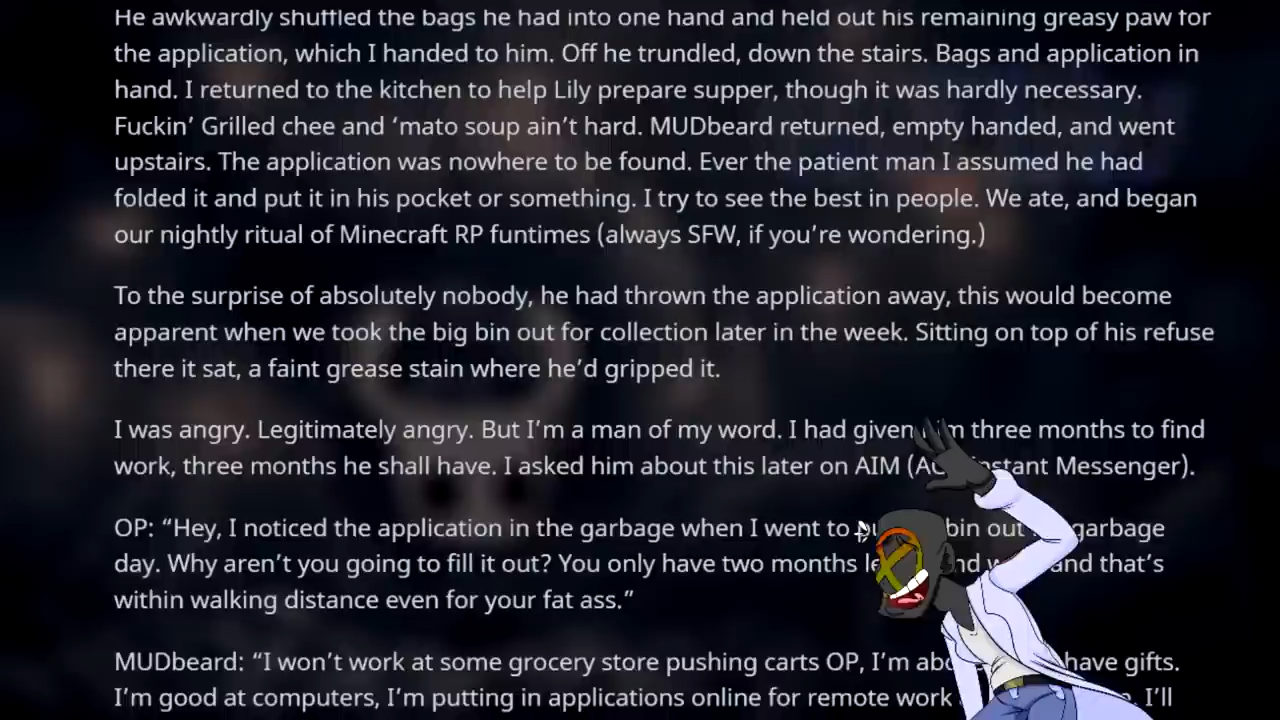 He awkwardly shuffled the bags he had into one hand and held out his remaining greasy paw for
the application, which I handed to him. Off he trundled, down the stairs. Bags and application in
hand. I returned to the kitchen to help Lily prepare supper, though it was hardly necessary.
Fuckin’ Grilled chee and ‘mato soup ain’t hard. MUDbeard returned, empty handed, and went
upstairs. The application was nowhere to be found. Ever the patient man I assumed he had
folded it and put it in his pocket or something. I try to see the best in people. We ate, and began
our nightly ritual of Minecraft RP funtimes (always SFW, if you’re wondering.)
To the surprise of absolutely nobody, he had thrown the application away, this would become
apparent when we took the big bin out for collection later in the week. Sitting on top of his refuse
there it sat, a faint grease stain where he’d gripped it.
I was angry. Legitimately angry. But I’m a man of my word. I had given three months to find
work, three months he shall have. I asked him about this later on AIM (AOL Instant Messenger).
OP: “Hey, I noticed the application in the garbage when I went to bin out garbage
day. Why aren’t you going to fill it out? You only have two months and that’s
within walking distance even for your fat ass.”
MUDbeard: “I won’t work at some grocery store pushing carts OP, I’m have gifts.
I’m good at computers, I’m putting in applications online for remote work I’ll